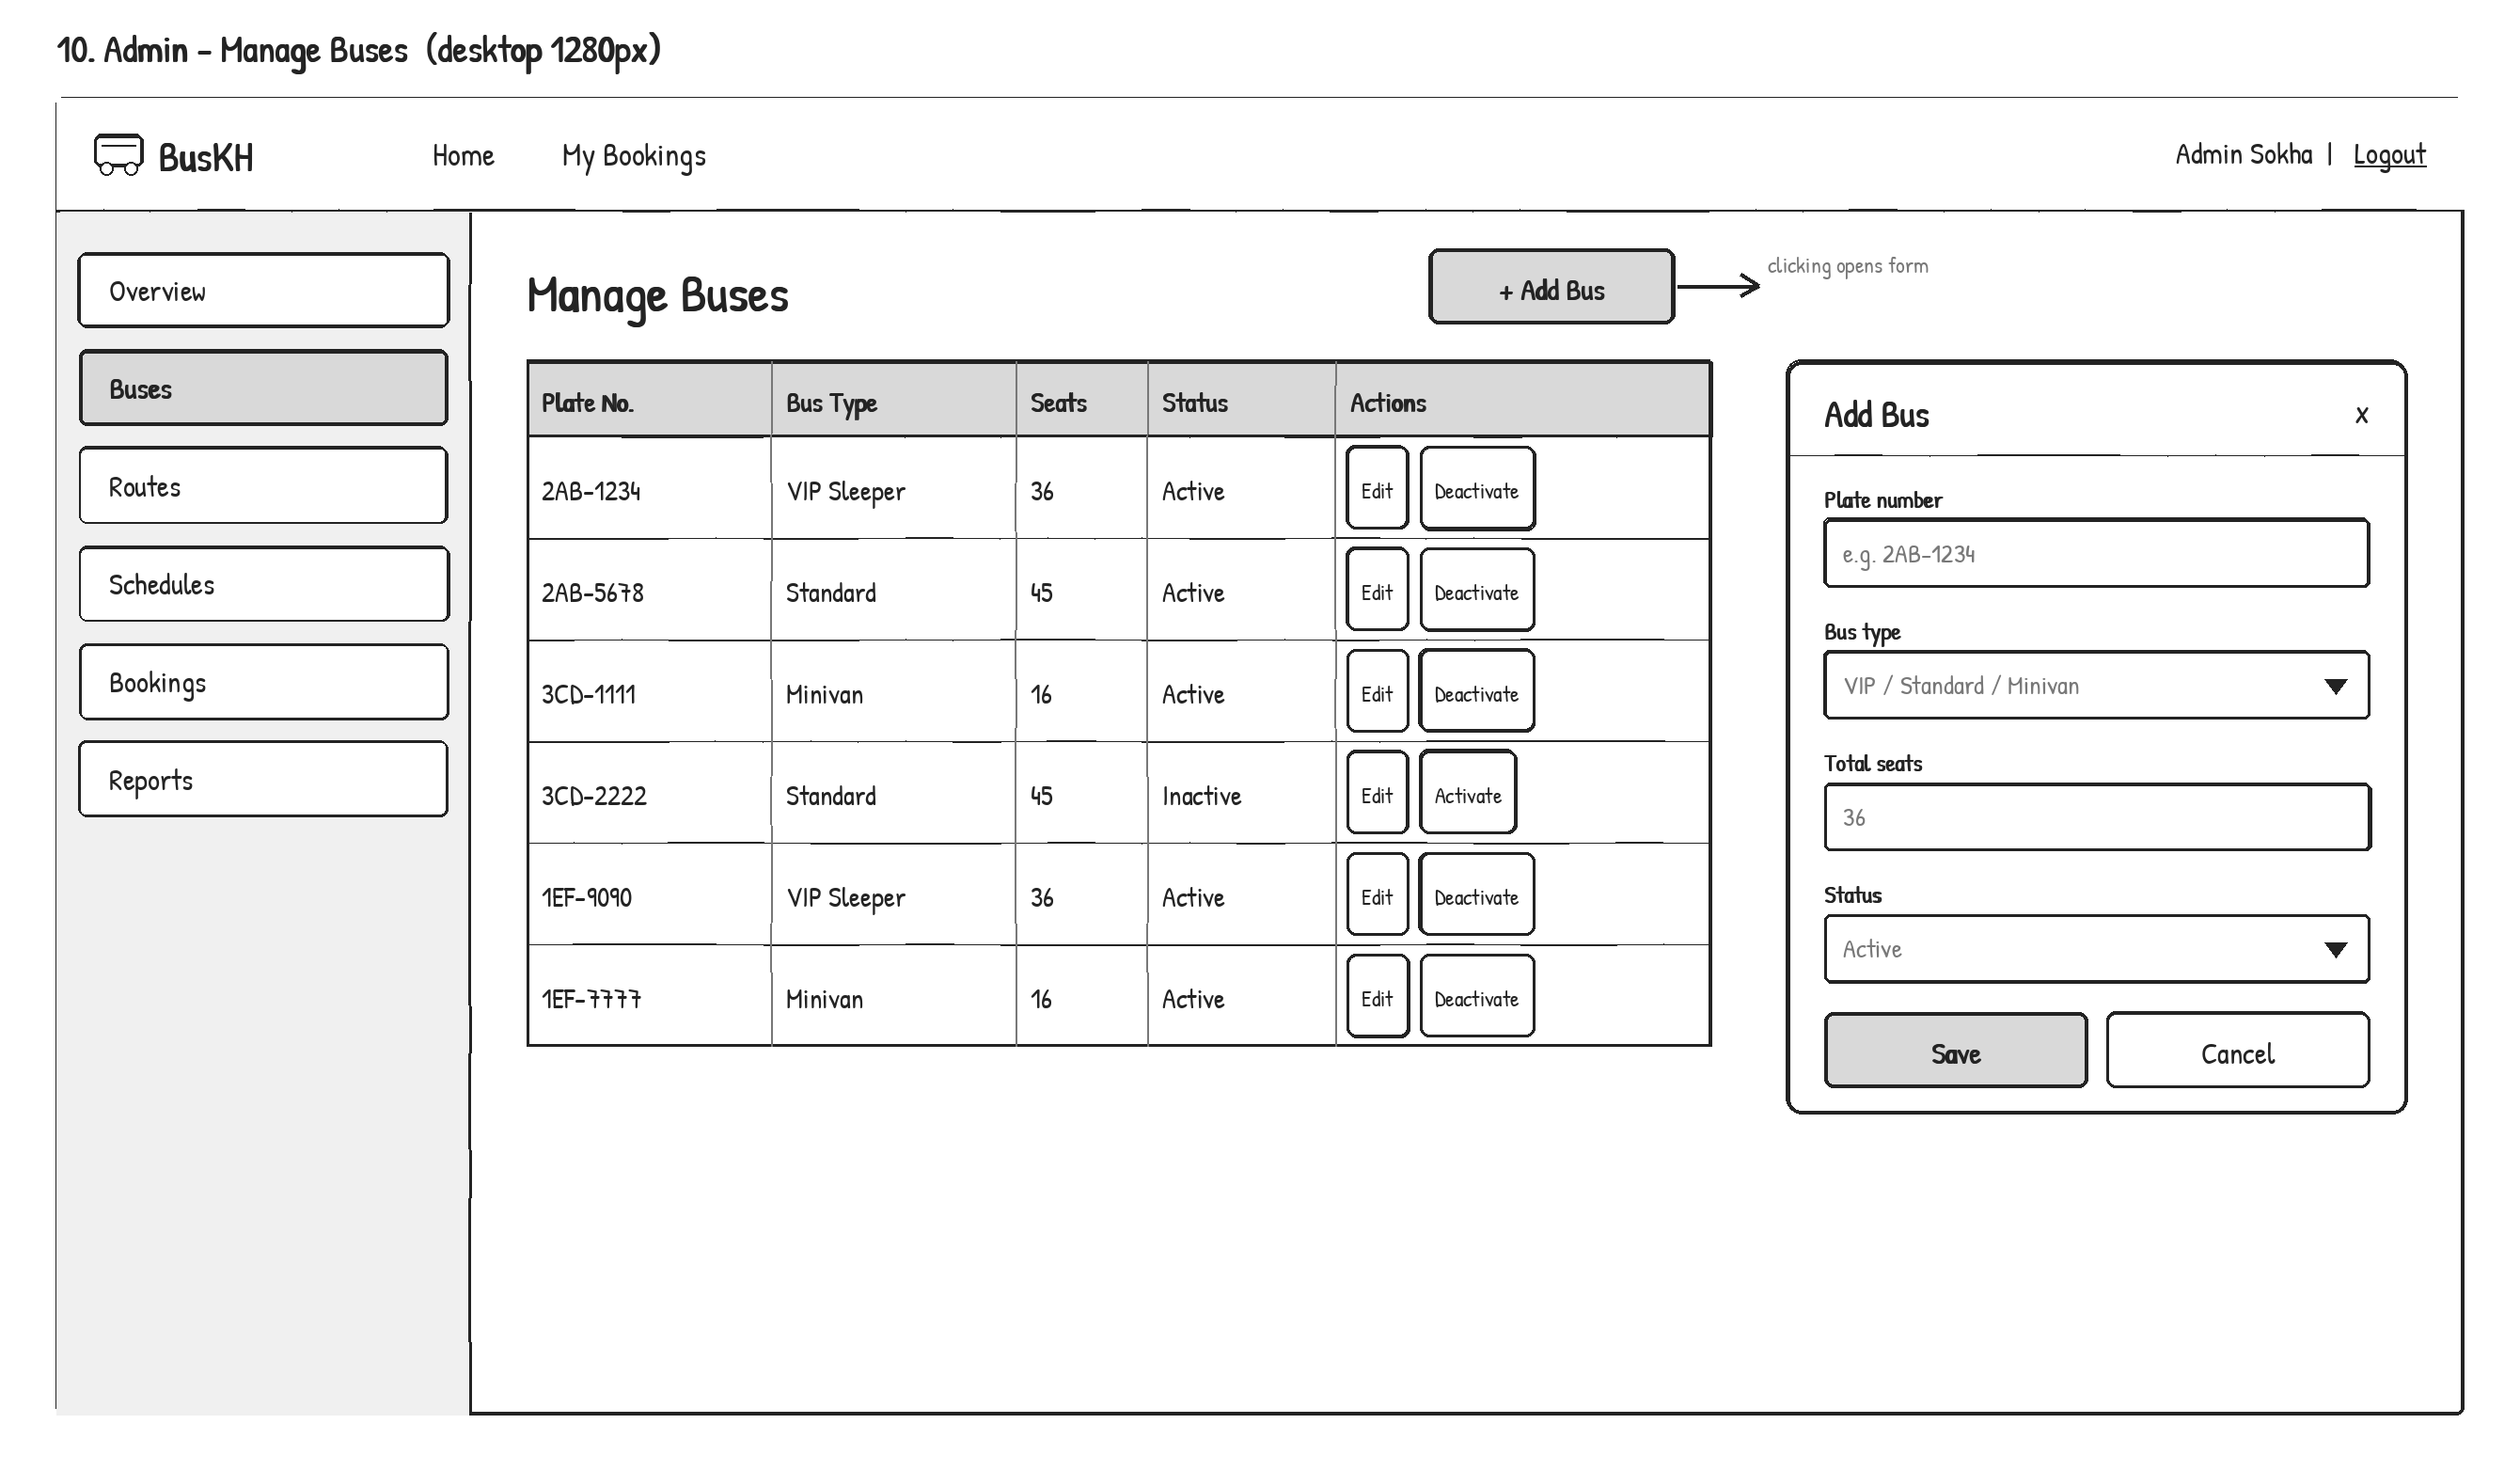 10. Admin - Manage Buses (desktop 1280px)
BusKH
Home
My Bookings
Admin Sokha | Logout
Overview
Buses
Routes
Schedules
Bookings
Reports
Manage Buses
+ Add Bus
clicking opens form
Plate No. Bus Type Seats Status Actions
2AB-1234 VIP Sleeper 36 Active Edit Deactivate
2AB-5678 Standard 45 Active Edit Deactivate
3CD-1111 Minivan 16 Active Edit Deactivate
3CD-2222 Standard 45 Inactive Edit Activate
1EF-9090 VIP Sleeper 36 Active Edit Deactivate
1EF-7777 Minivan 16 Active Edit Deactivate
Add Bus x
Plate number
e.g. 2AB-1234
Bus type
VIP / Standard / Minivan
Total seats
36
Status
Active
Save
Cancel